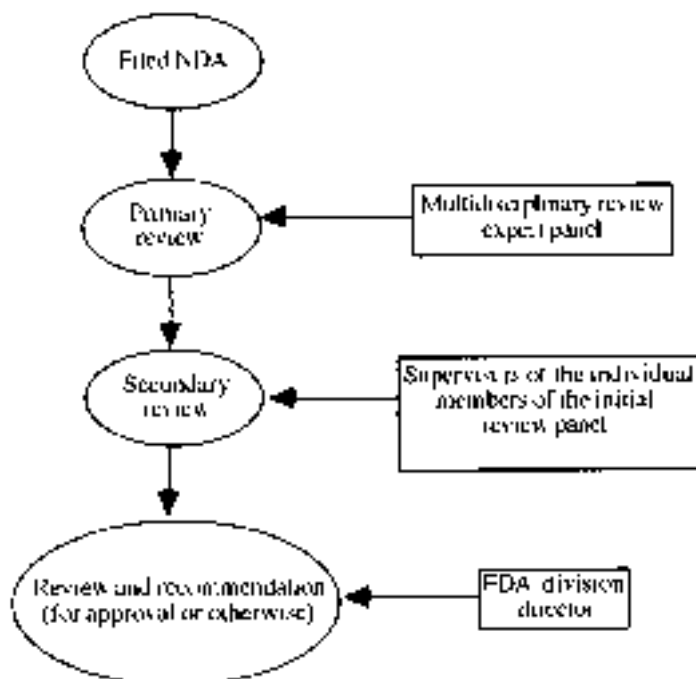 Filed NDA
Primary
review
Multidisciplinary review
expert panel
Secondary
review
Supervisors of the individual
members of the initial
review panel
Review and recommendation
(for approval or otherwise)
FDA division
director